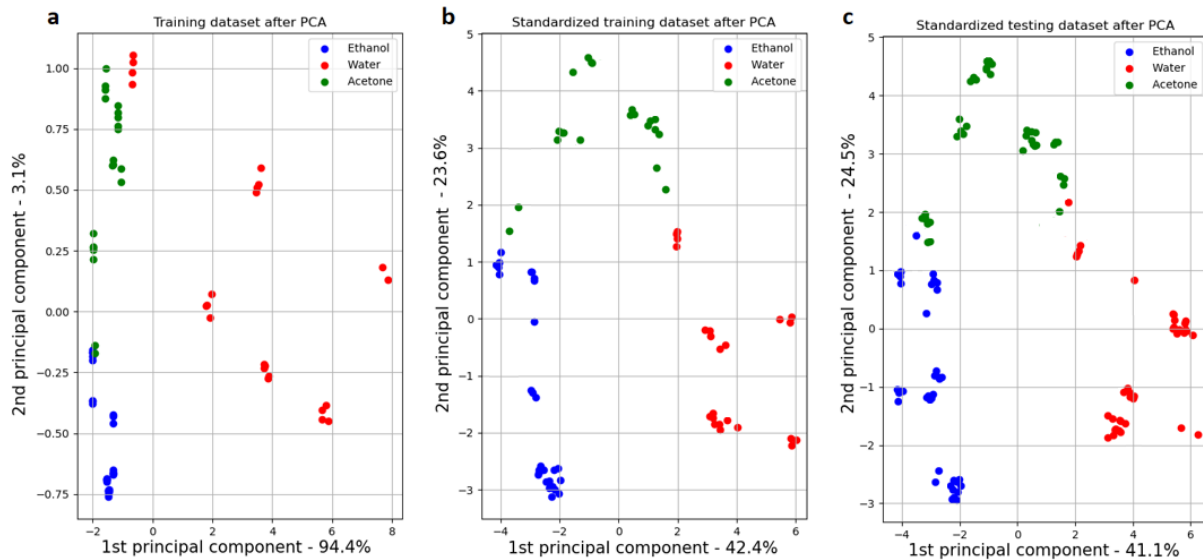 a
Training dataset after PCA
2nd principal component - 3.1%
1.00
0.75
0.50
0.25
0.00
−0.25
−0.50
−0.75
−2 0 2 4 6 8
1st principal component - 94.4%
Ethanol
Water
Acetone
b
Standardized training dataset after PCA
2nd principal component - 23.6%
5
4
3
2
1
0
−1
−2
−3
−4 −2 0 2 4 6
1st principal component - 42.4%
Ethanol
Water
Acetone
c
Standardized testing dataset after PCA
2nd principal component - 24.5%
5
4
3
2
1
0
−1
−2
−3
−4 −2 0 2 4 6
1st principal component - 41.1%
Ethanol
Water
Acetone